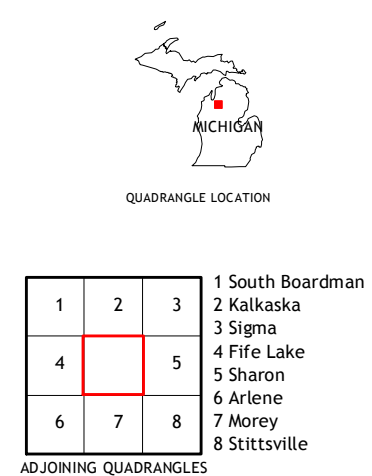 MICHIGAN
QUADRANGLE LOCATION
1 2 3
4 5
6 7 8
1 South Boardman
2 Kalkaska
3 Sigma
4 Fife Lake
5 Sharon
6 Arlene
7 Morey
8 Stittsville
ADJOINING QUADRANGLES